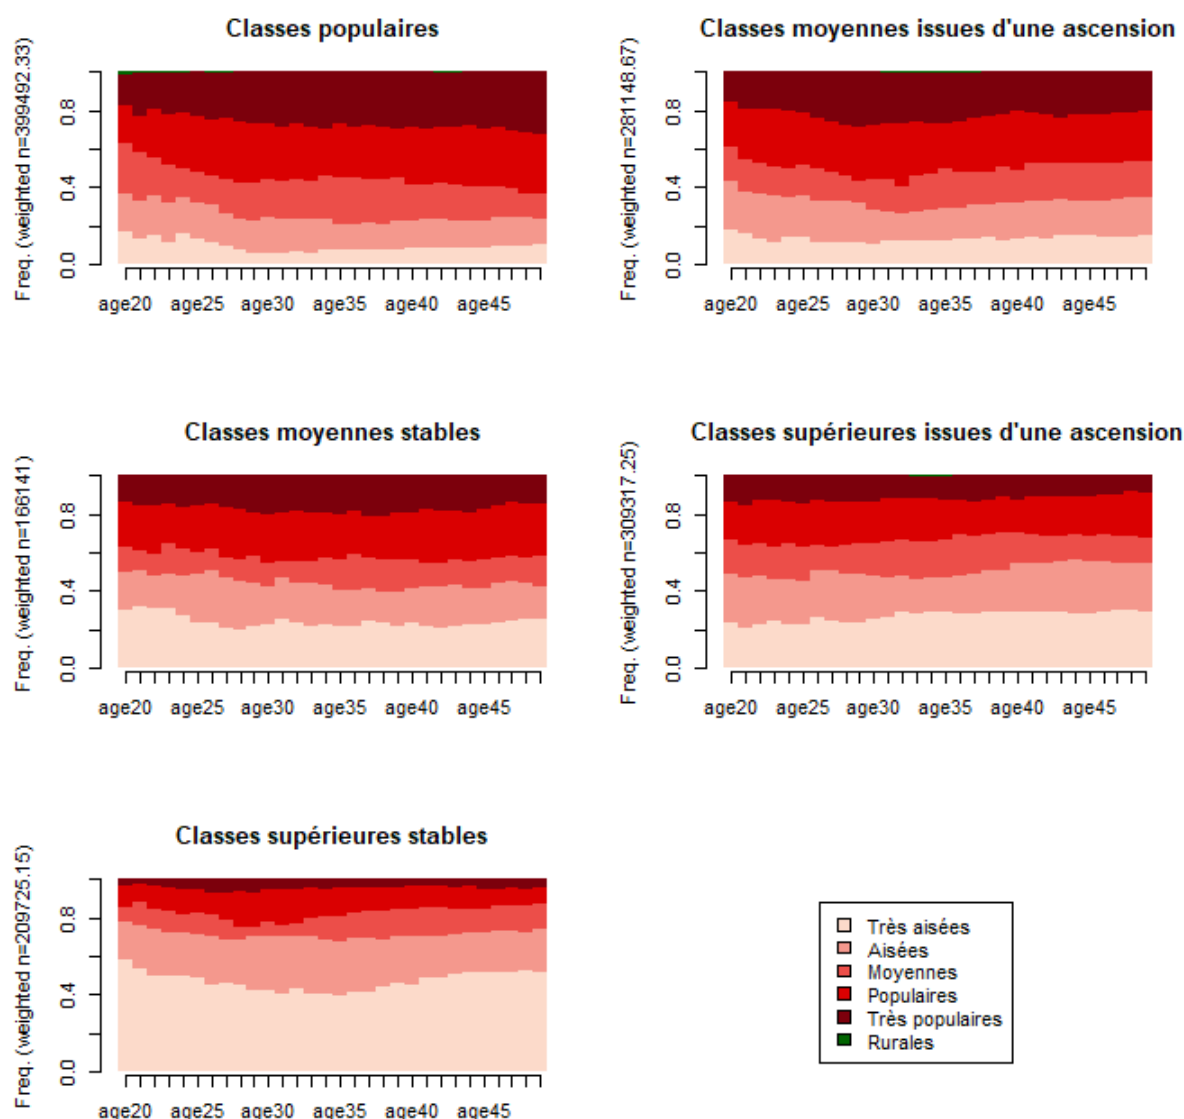 Classes populaires
Freq. (weighted n=399492.33)
0.8
0.4
0.0
age20 age25 age30 age35 age40 age45
Classes moyennes issues d'une ascension
Freq. (weighted n=281148.67)
0.8
0.4
0.0
age20 age25 age30 age35 age40 age45
Classes moyennes stables
Freq. (weighted n=166141)
0.8
0.4
0.0
age20 age25 age30 age35 age40 age45
Classes supérieures issues d'une ascension
Freq. (weighted n=309317.25)
0.8
0.4
0.0
age20 age25 age30 age35 age40 age45
Classes supérieures stables
Freq. (weighted n=209725.15)
0.8
0.4
0.0
age20 age25 age30 age35 age40 age45
Très aisées
Aisées
Moyennes
Populaires
Très populaires
Rurales